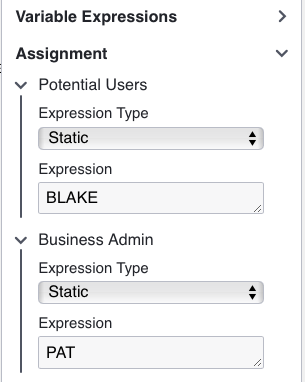 Variable Expressions
Assignment
Potential Users
Expression Type
Static
Expression
BLAKE
Business Admin
Expression Type
Static
Expression
PAT